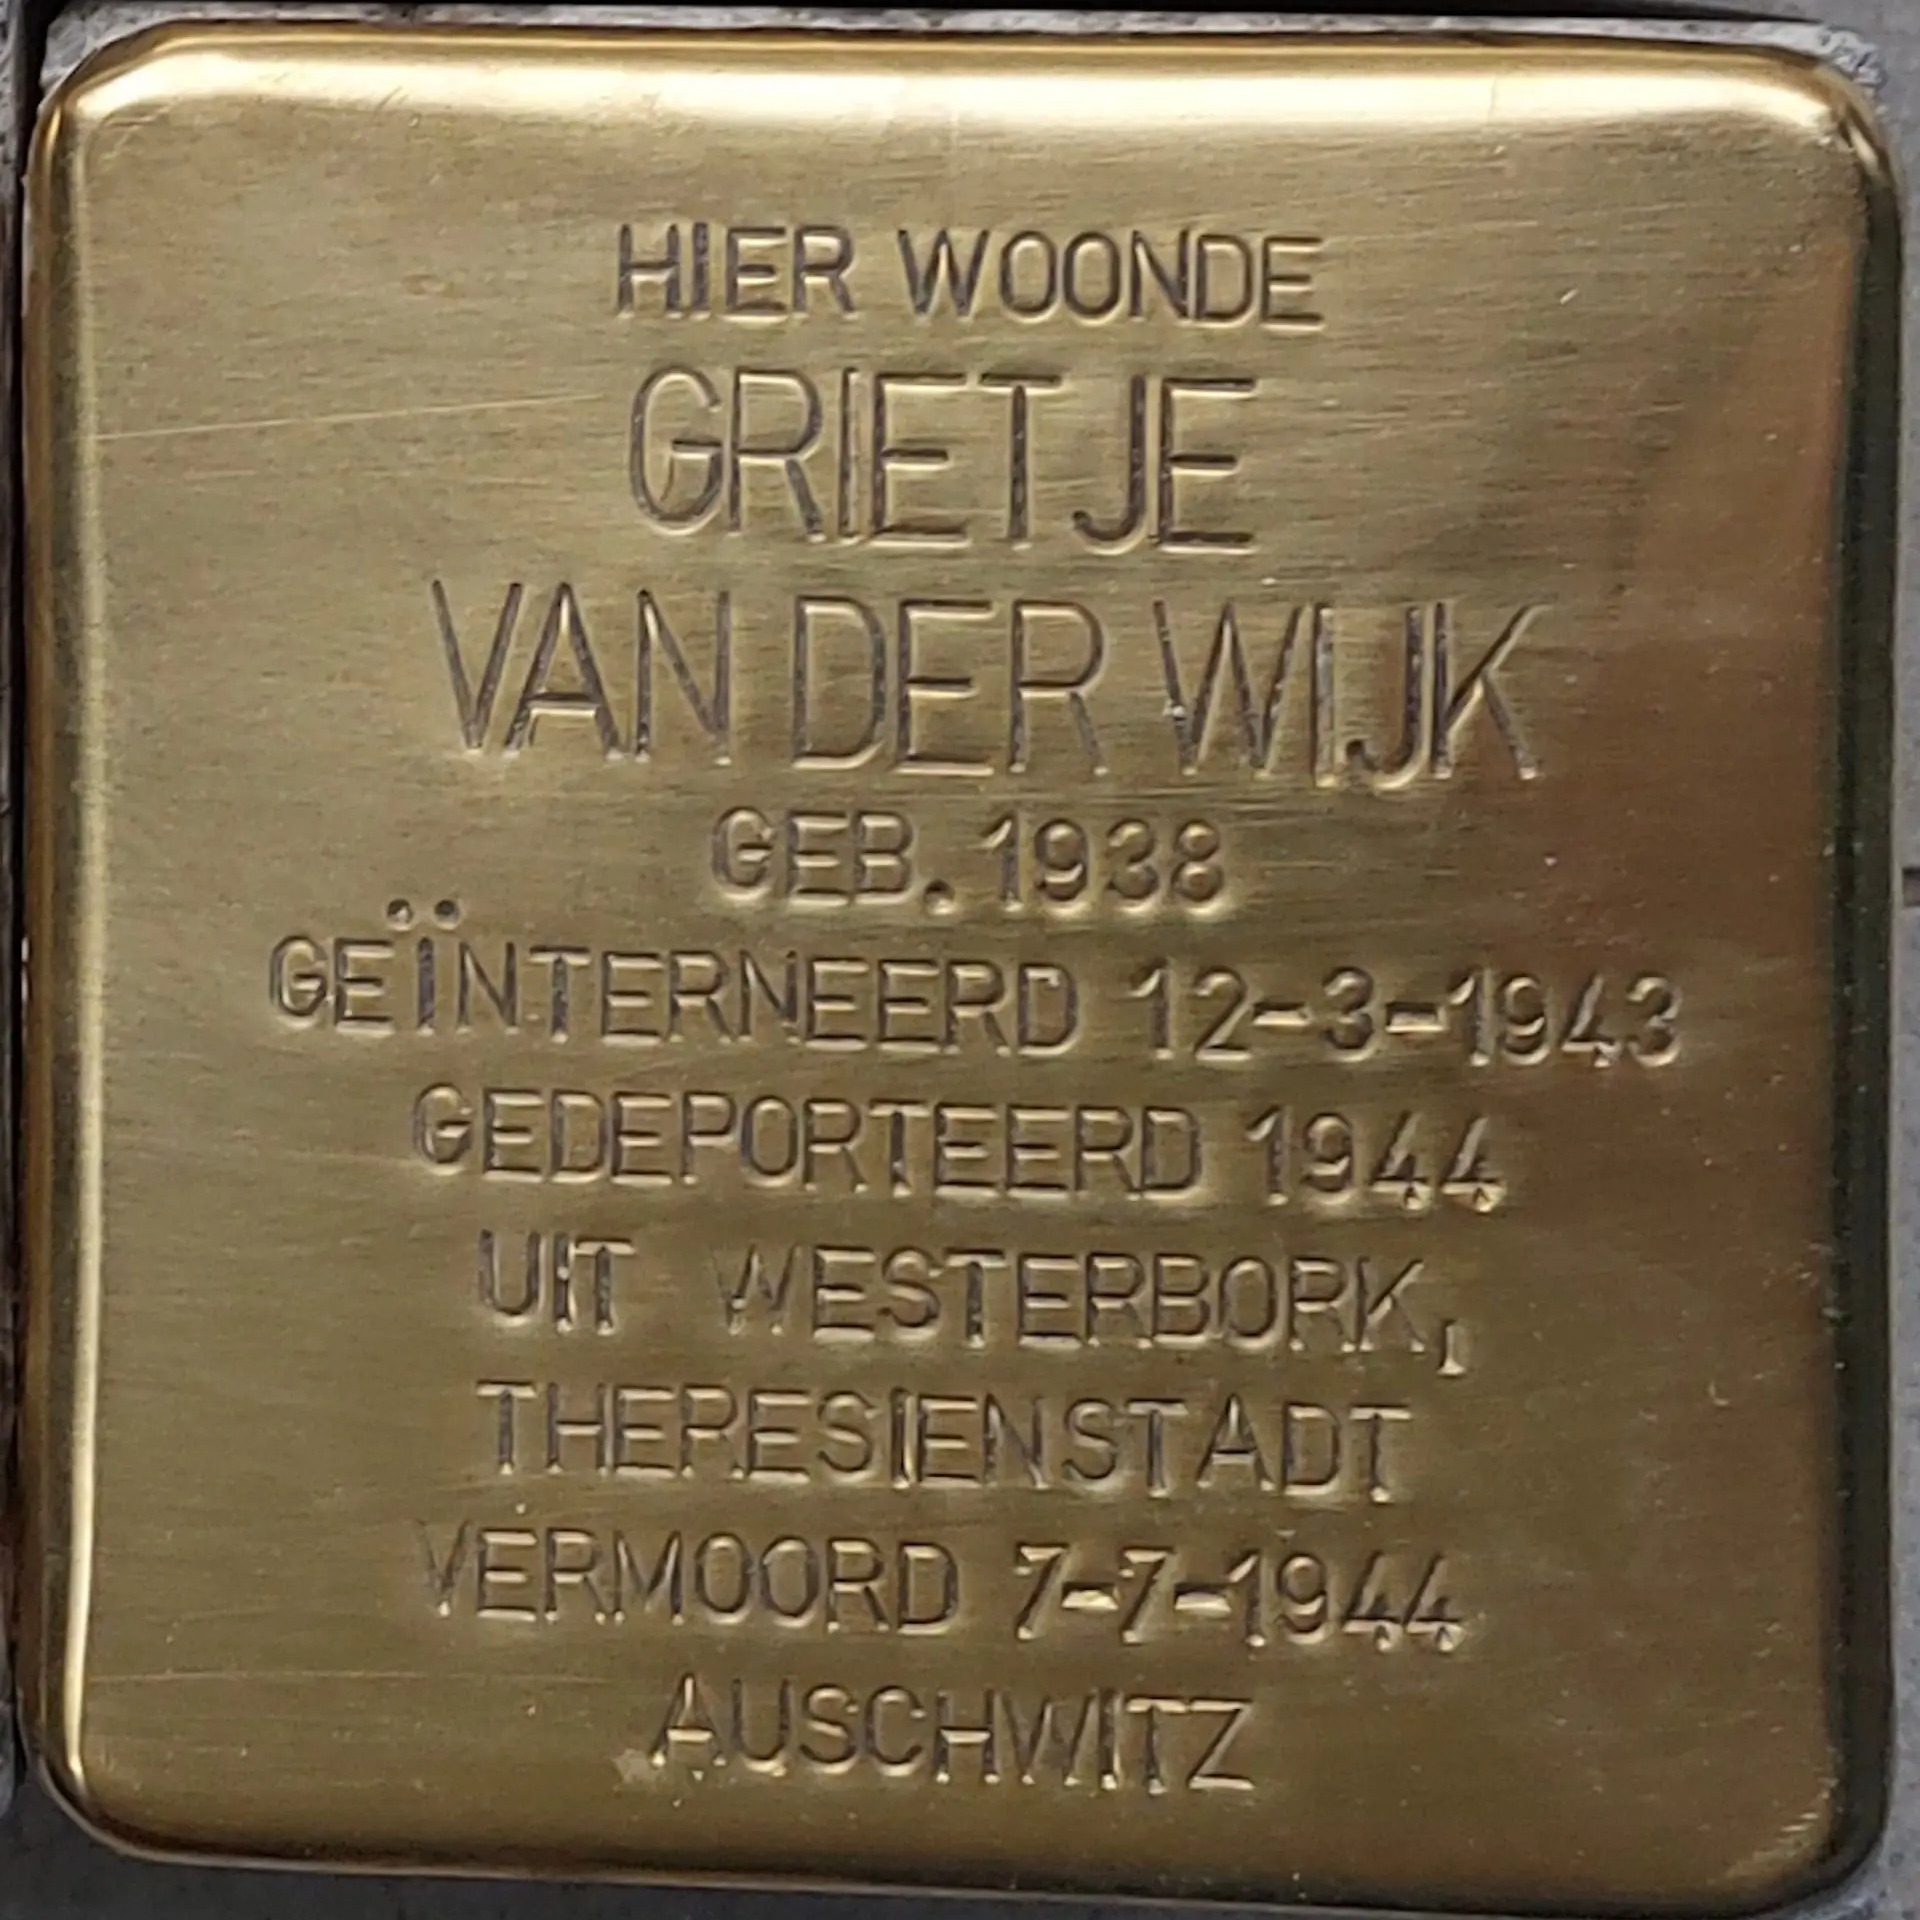 HIER WOONDE
GRIETJE
VAN DER WIJK
GEB. 1938
GEÏNTERNEERD 12-3-1943
GEDEPORTEERD 1944
UIT WESTERBORK,
THERESIENSTADT
VERMOORD 7-7-1944
AUSCHWITZ